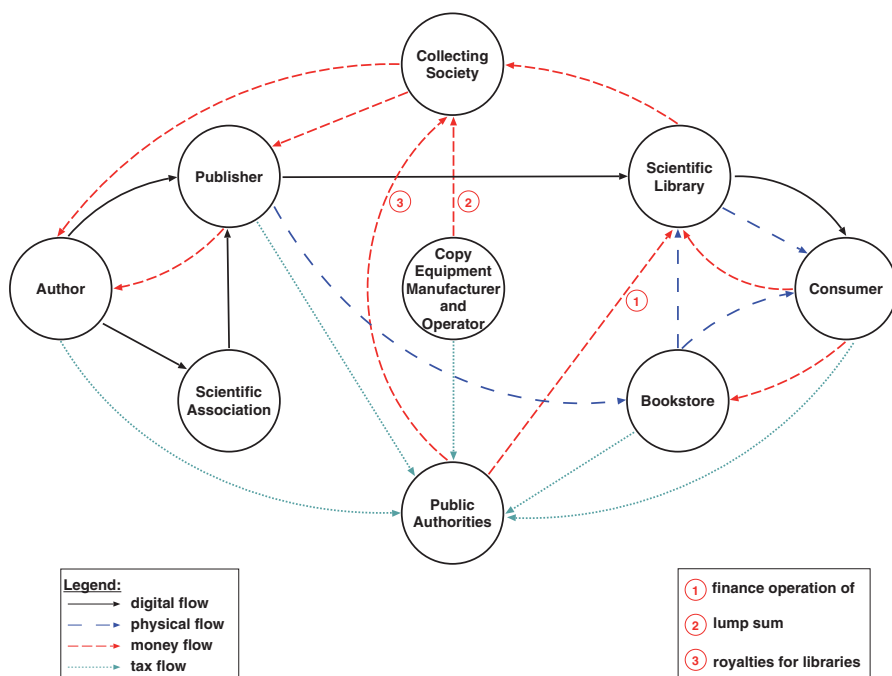 Collecting
Society
Publisher
Scientific
Library
3
2
Copy
Equipment
Manufacturer
and
Operator
Author
Consumer
1
Scientific
Association
Bookstore
Public
Authorities
Legend:
digital flow
physical flow
money flow
tax flow
1 finance operation of
2 lump sum
3 royalties for libraries